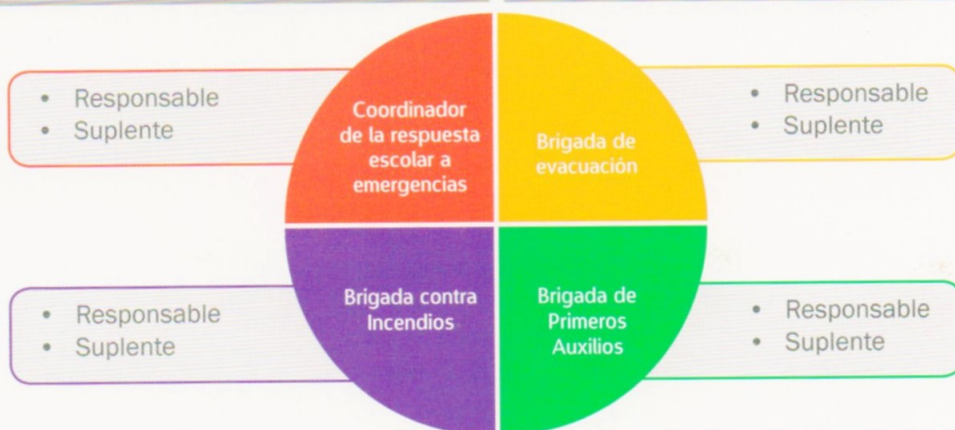 • Responsable
• Suplente
Coordinador
de la respuesta
escolar a
emergencias
Brigada de
evacuación
• Responsable
• Suplente
• Responsable
• Suplente
Brigada contra
Incendios
Brigada de
Primeros
Auxilios
• Responsable
• Suplente